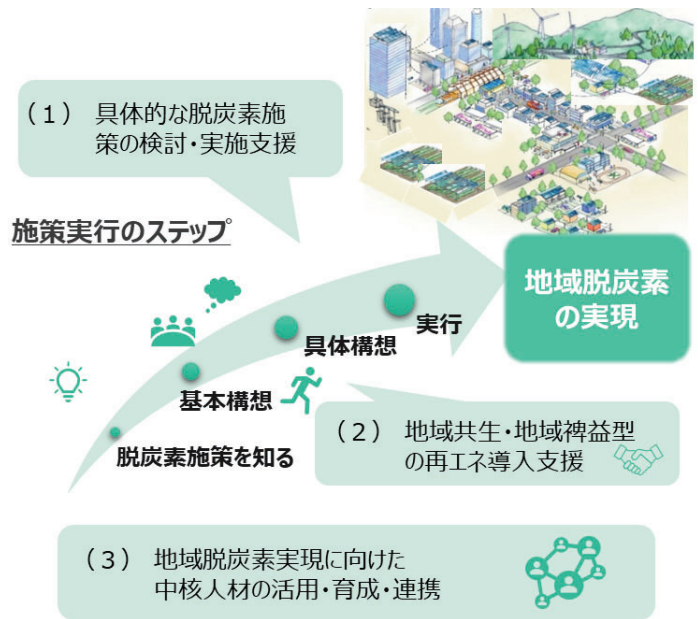 （１） 具体的な脱炭素施
策の検討・実施支援
施策実行のステップ
地域脱炭素
の実現
実行
具体構想
基本構想
脱炭素施策を知る
（２） 地域共生・地域裨益型
の再エネ導入支援
（３） 地域脱炭素実現に向けた
中核人材の活用・育成・連携